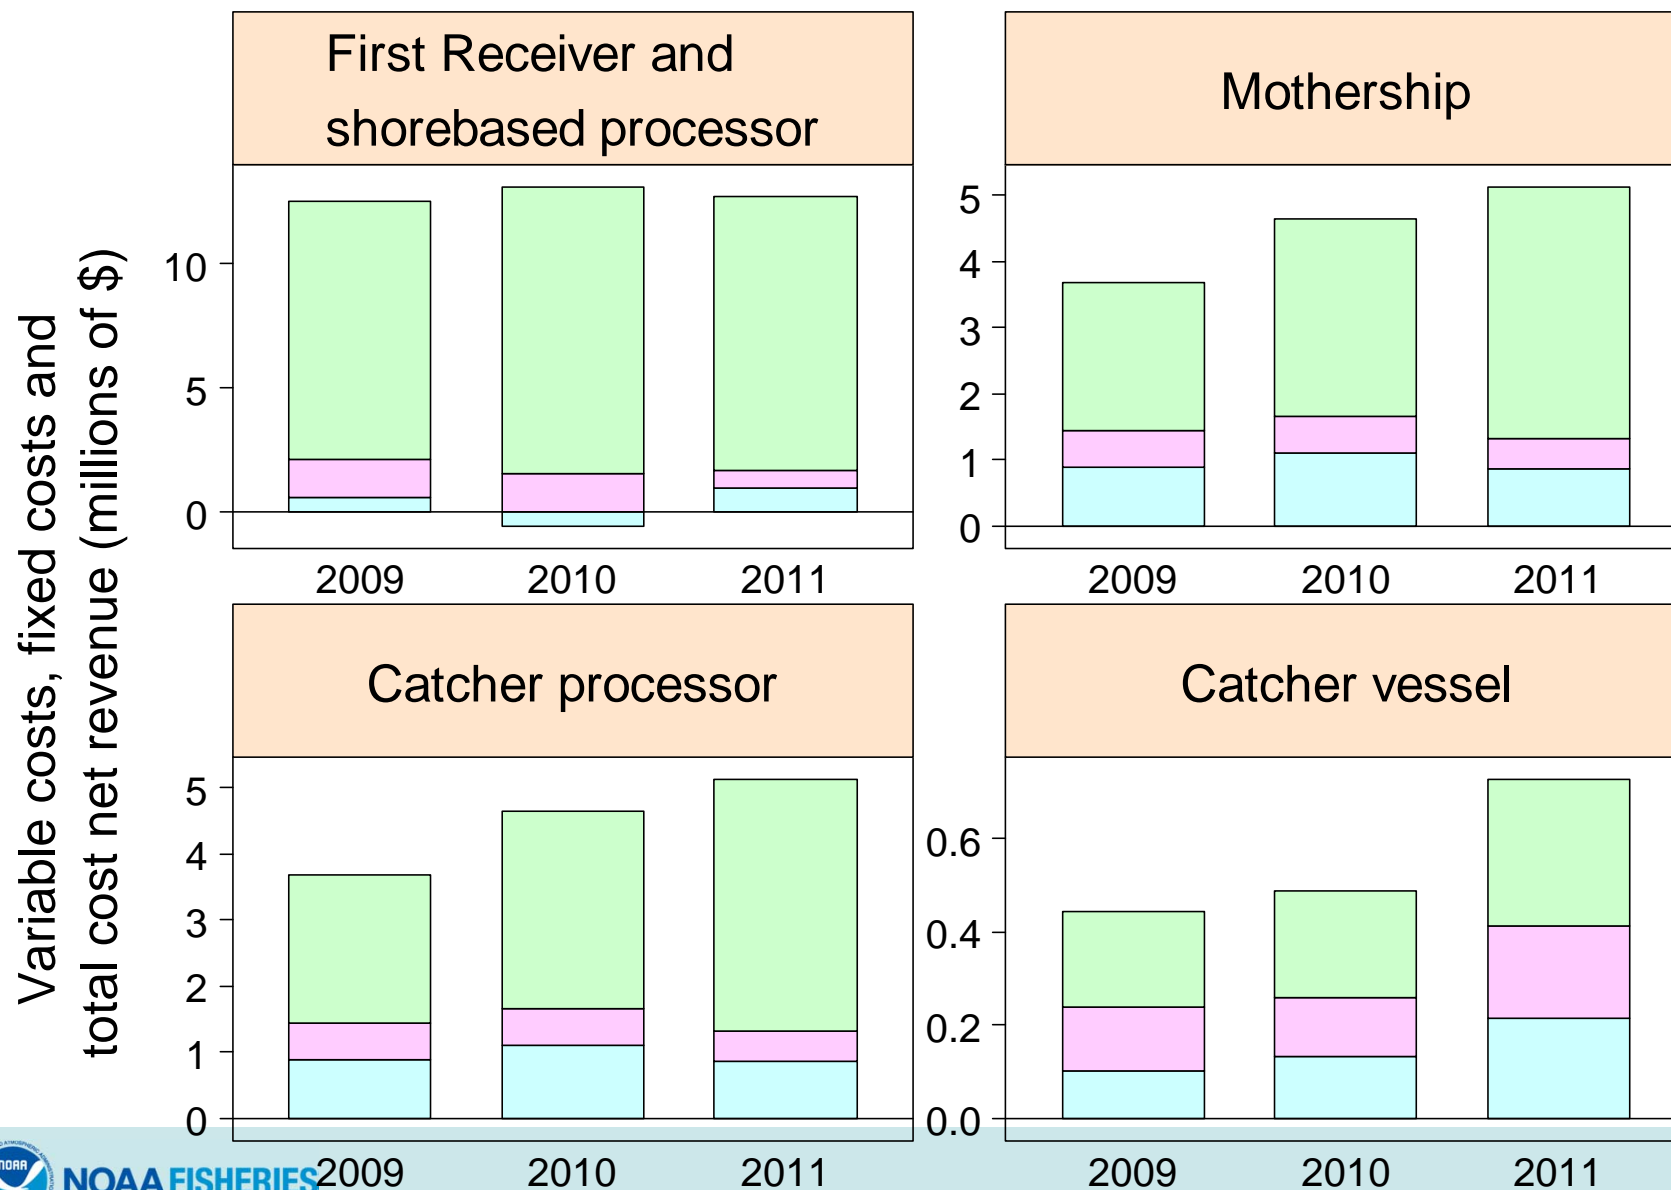 Variable costs, fixed costs and
total cost net revenue (millions of $)
First Receiver and
shorebased processor
10
5
0
2009 2010 2011
Mothership
5
4
3
2
1
0
2009 2010 2011
Catcher processor
5
4
3
2
1
0
2009 2010 2011
Catcher vessel
0.6
0.4
0.2
0.0
2009 2010 2011
NOAA
NOAA FISHERIES